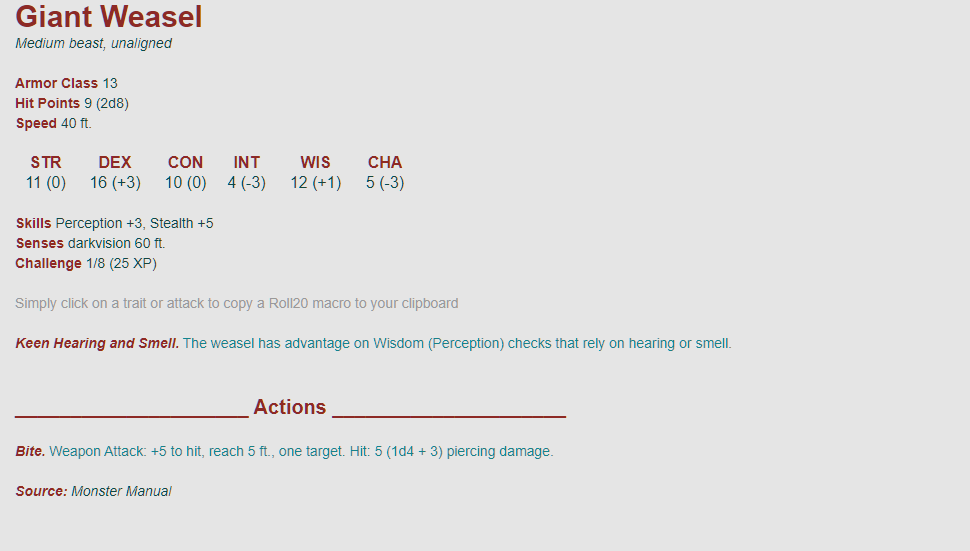 Giant Weasel
Medium beast, unaligned
Armor Class 13
Hit Points 9 (2d8)
Speed 40 ft.
STR DEX CON INT WIS CHA
11 (0) 16 (+3) 10 (0) 4 (-3) 12 (+1) 5 (-3)
Skills Perception +3, Stealth +5
Senses darkvision 60 ft.
Challenge 1/8 (25 XP)
Simply click on a trait or attack to copy a Roll20 macro to your clipboard
Keen Hearing and Smell. The weasel has advantage on Wisdom (Perception) checks that rely on hearing or smell.
_____________________ Actions _____________________
Bite. Weapon Attack: +5 to hit, reach 5 ft., one target. Hit: 5 (1d4 + 3) piercing damage.
Source: Monster Manual